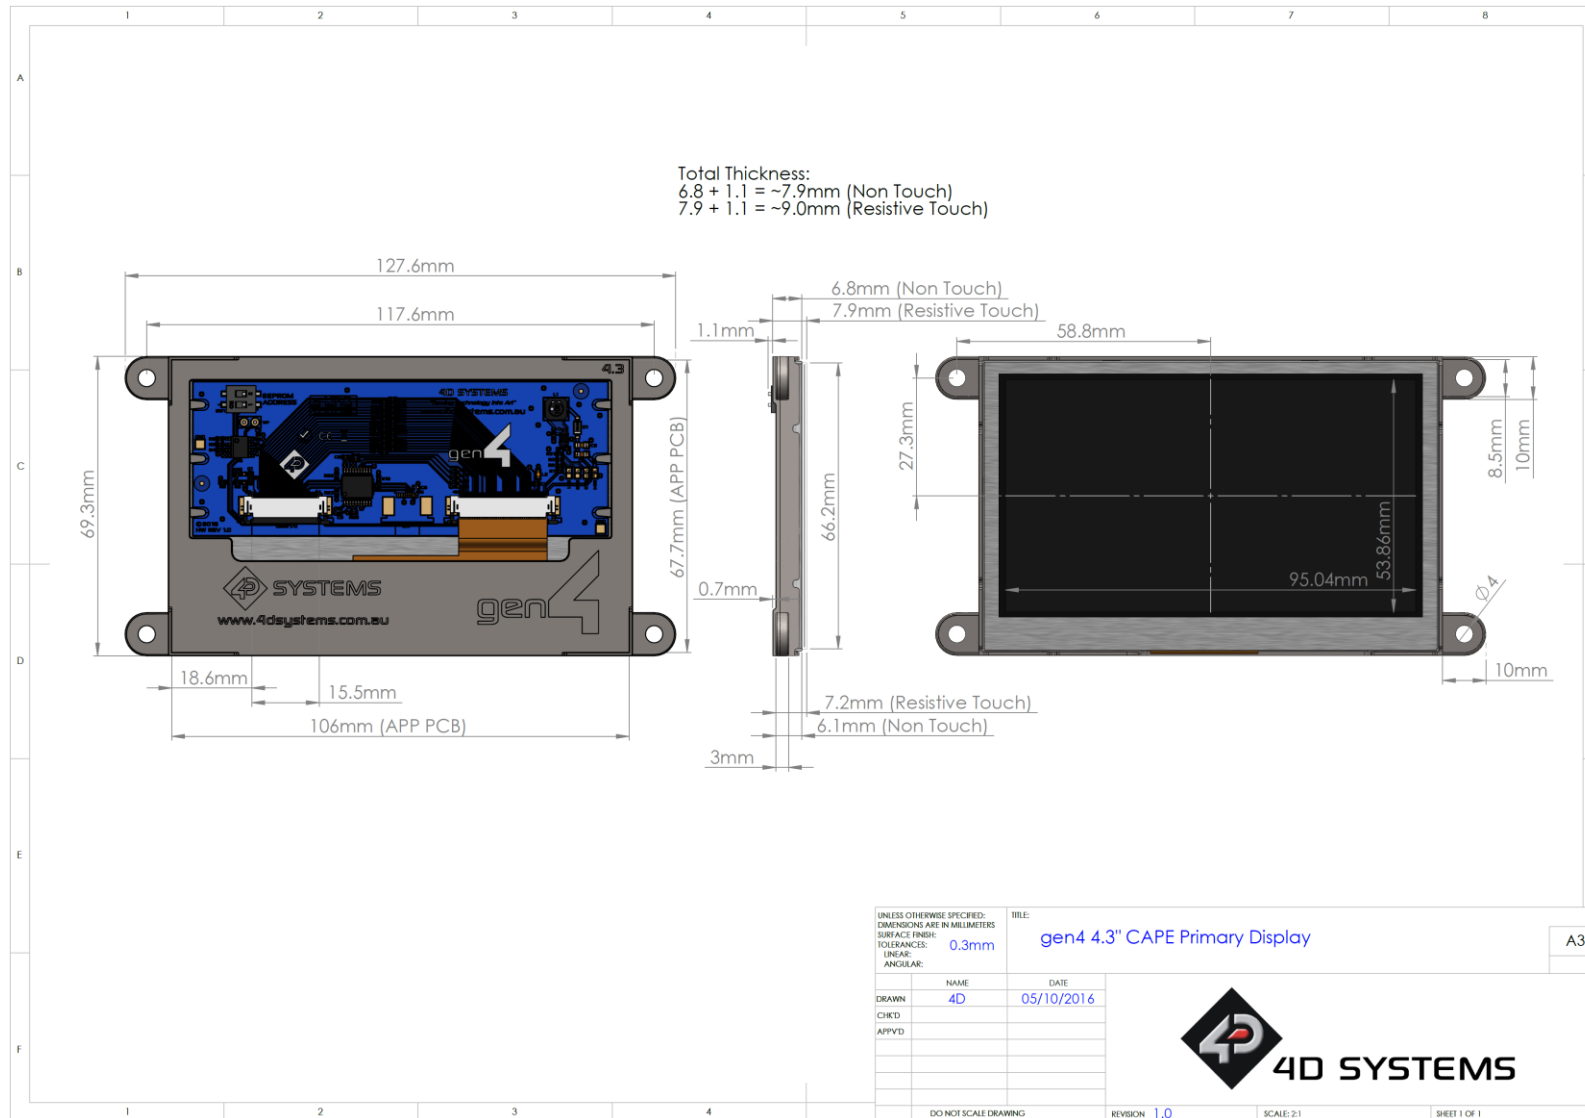 1 2 3 4 5 6 7 8
A
B
C
D
E
F
Total Thickness:
6.8 + 1.1 = ~7.9mm (Non Touch)
7.9 + 1.1 = ~9.0mm (Resistive Touch)
127.6mm
117.6mm
69.3mm
67.7mm (APP PCB)
4.3
EEPROM
ADDRESS
4D SYSTEMS
gen4
4D SYSTEMS
www.4dsystems.com.au
gen4
18.6mm
15.5mm
106mm (APP PCB)
6.8mm (Non Touch)
7.9mm (Resistive Touch)
1.1mm
66.2mm
0.7mm
7.2mm (Resistive Touch)
6.1mm (Non Touch)
3mm
58.8mm
27.3mm
8.5mm
10mm
53.86mm
95.04mm
Ø4
10mm
UNLESS OTHERWISE SPECIFIED:
DIMENSIONS ARE IN MILLIMETERS
SURFACE FINISH:
TOLERANCES: 0.3mm
LINEAR:
ANGULAR:
TITLE:
gen4 4.3" CAPE Primary Display
A3
NAME DATE
DRAWN 4D 05/10/2016
CHK'D
APPV'D
4D SYSTEMS
DO NOT SCALE DRAWING
REVISION 1.0
SCALE: 2:1
SHEET 1 OF 1
1 2 3 4